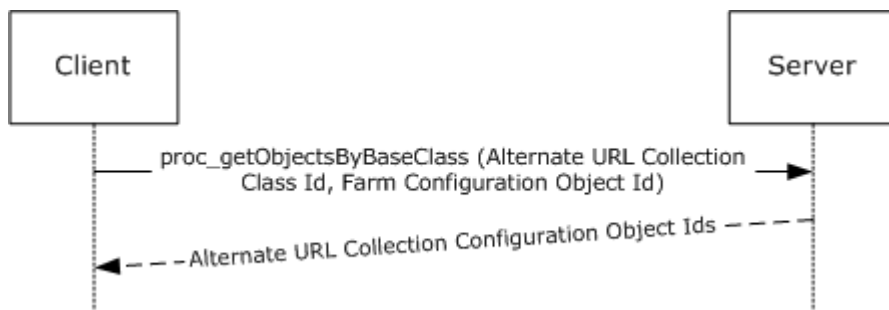 Client
Server
proc_getObjectsByBaseClass (Alternate URL Collection
Class Id, Farm Configuration Object Id)
Alternate URL Collection Configuration Object Ids